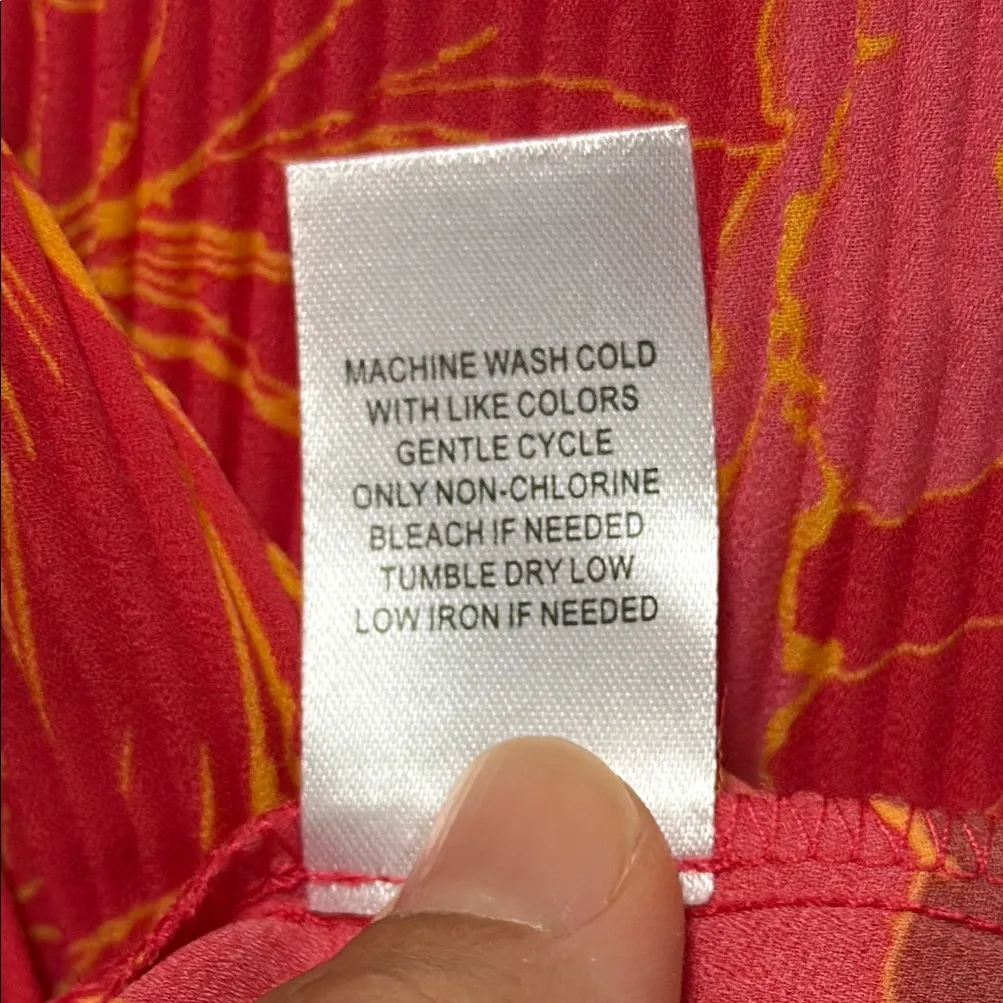 MACHINE WASH COLD
WITH LIKE COLORS
GENTLE CYCLE
ONLY NON-CHLORINE
BLEACH IF NEEDED
TUMBLE DRY LOW
LOW IRON IF NEEDED